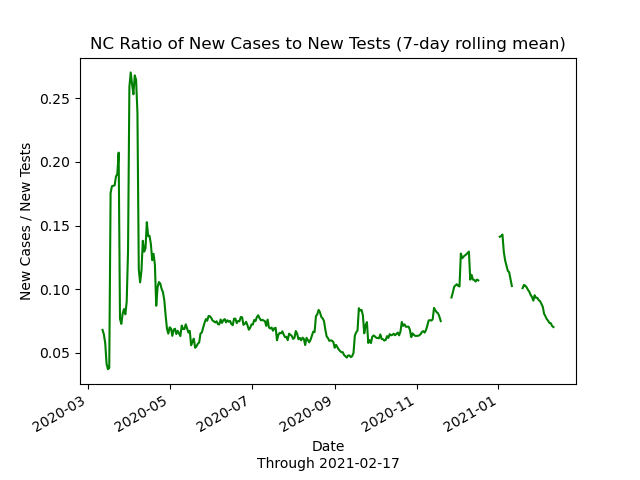 NC Ratio of New Cases to New Tests (7-day rolling mean)
New Cases / New Tests
0.25
0.20
0.15
0.10
0.05
2020-03
2020-05
2020-07
2020-09
2020-11
2021-01
Date
Through 2021-02-17